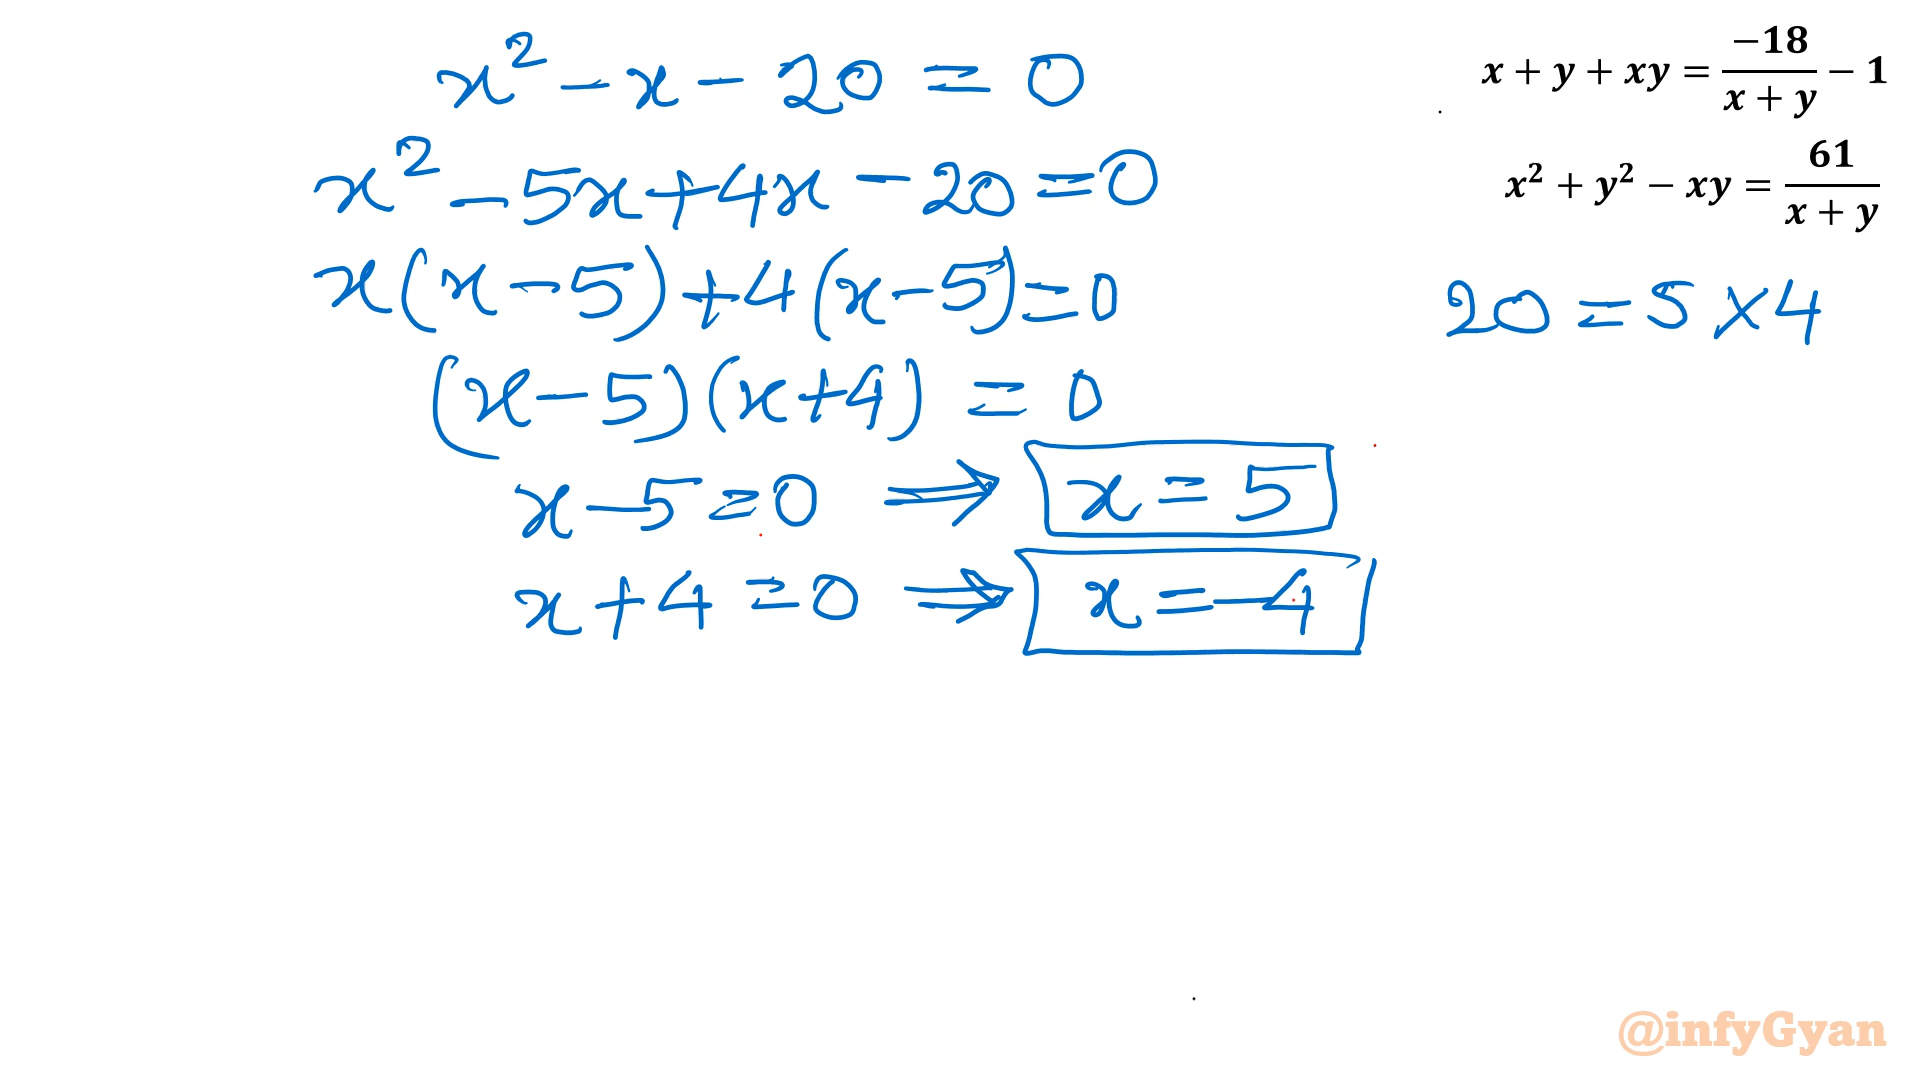 x² - x - 20 = 0
x² - 5x + 4x - 20 = 0
x(x - 5) + 4(x - 5) = 0
(x - 5)(x + 4) = 0
x - 5 = 0 ⟹ x = 5
x + 4 = 0 ⟹ x = -4
x + y + xy = -18/(x + y) - 1
x² + y² - xy = 61/(x + y)
20 = 5 × 4
@infyGyan